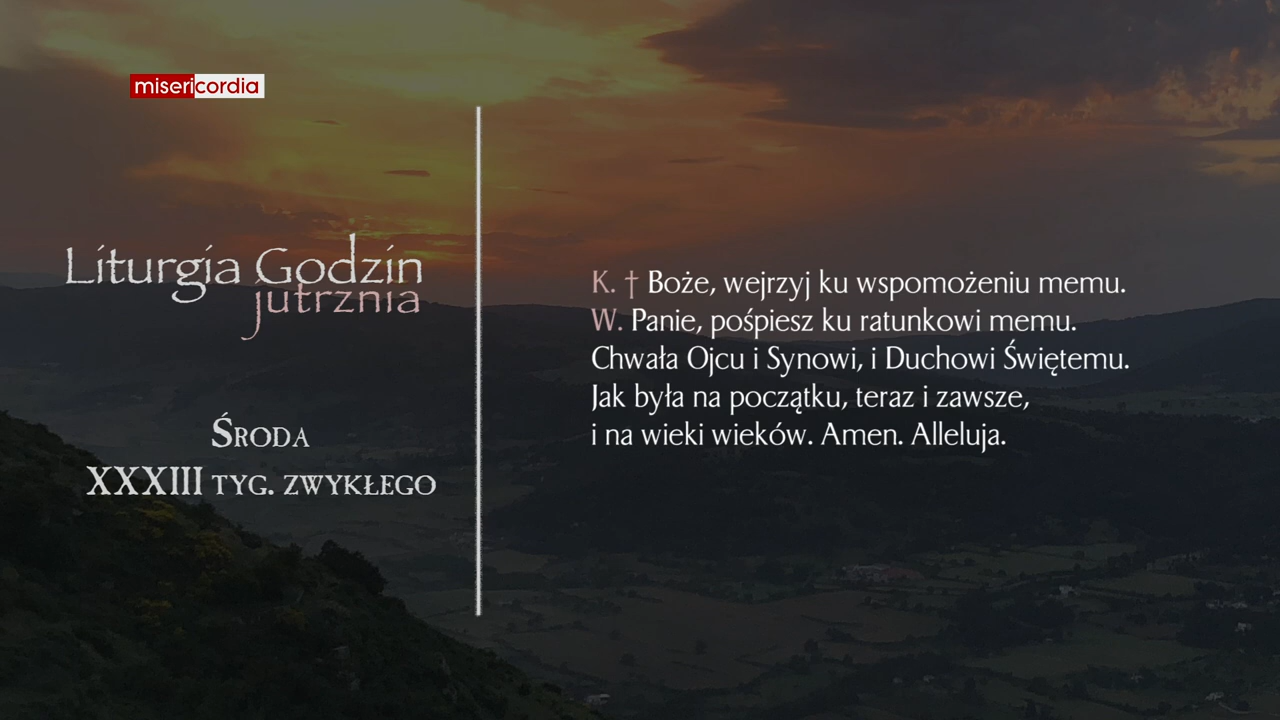 misericordia
Liturgia Godzin
jutrznia
Środa
XXXIII tyg. zwykłego
K. † Boże, wejrzyj ku wspomożeniu memu.
W. Panie, pośpiesz ku ratunkowi memu.
Chwała Ojcu i Synowi, i Duchowi Świętemu.
Jak była na początku, teraz i zawsze,
i na wieki wieków. Amen. Alleluja.